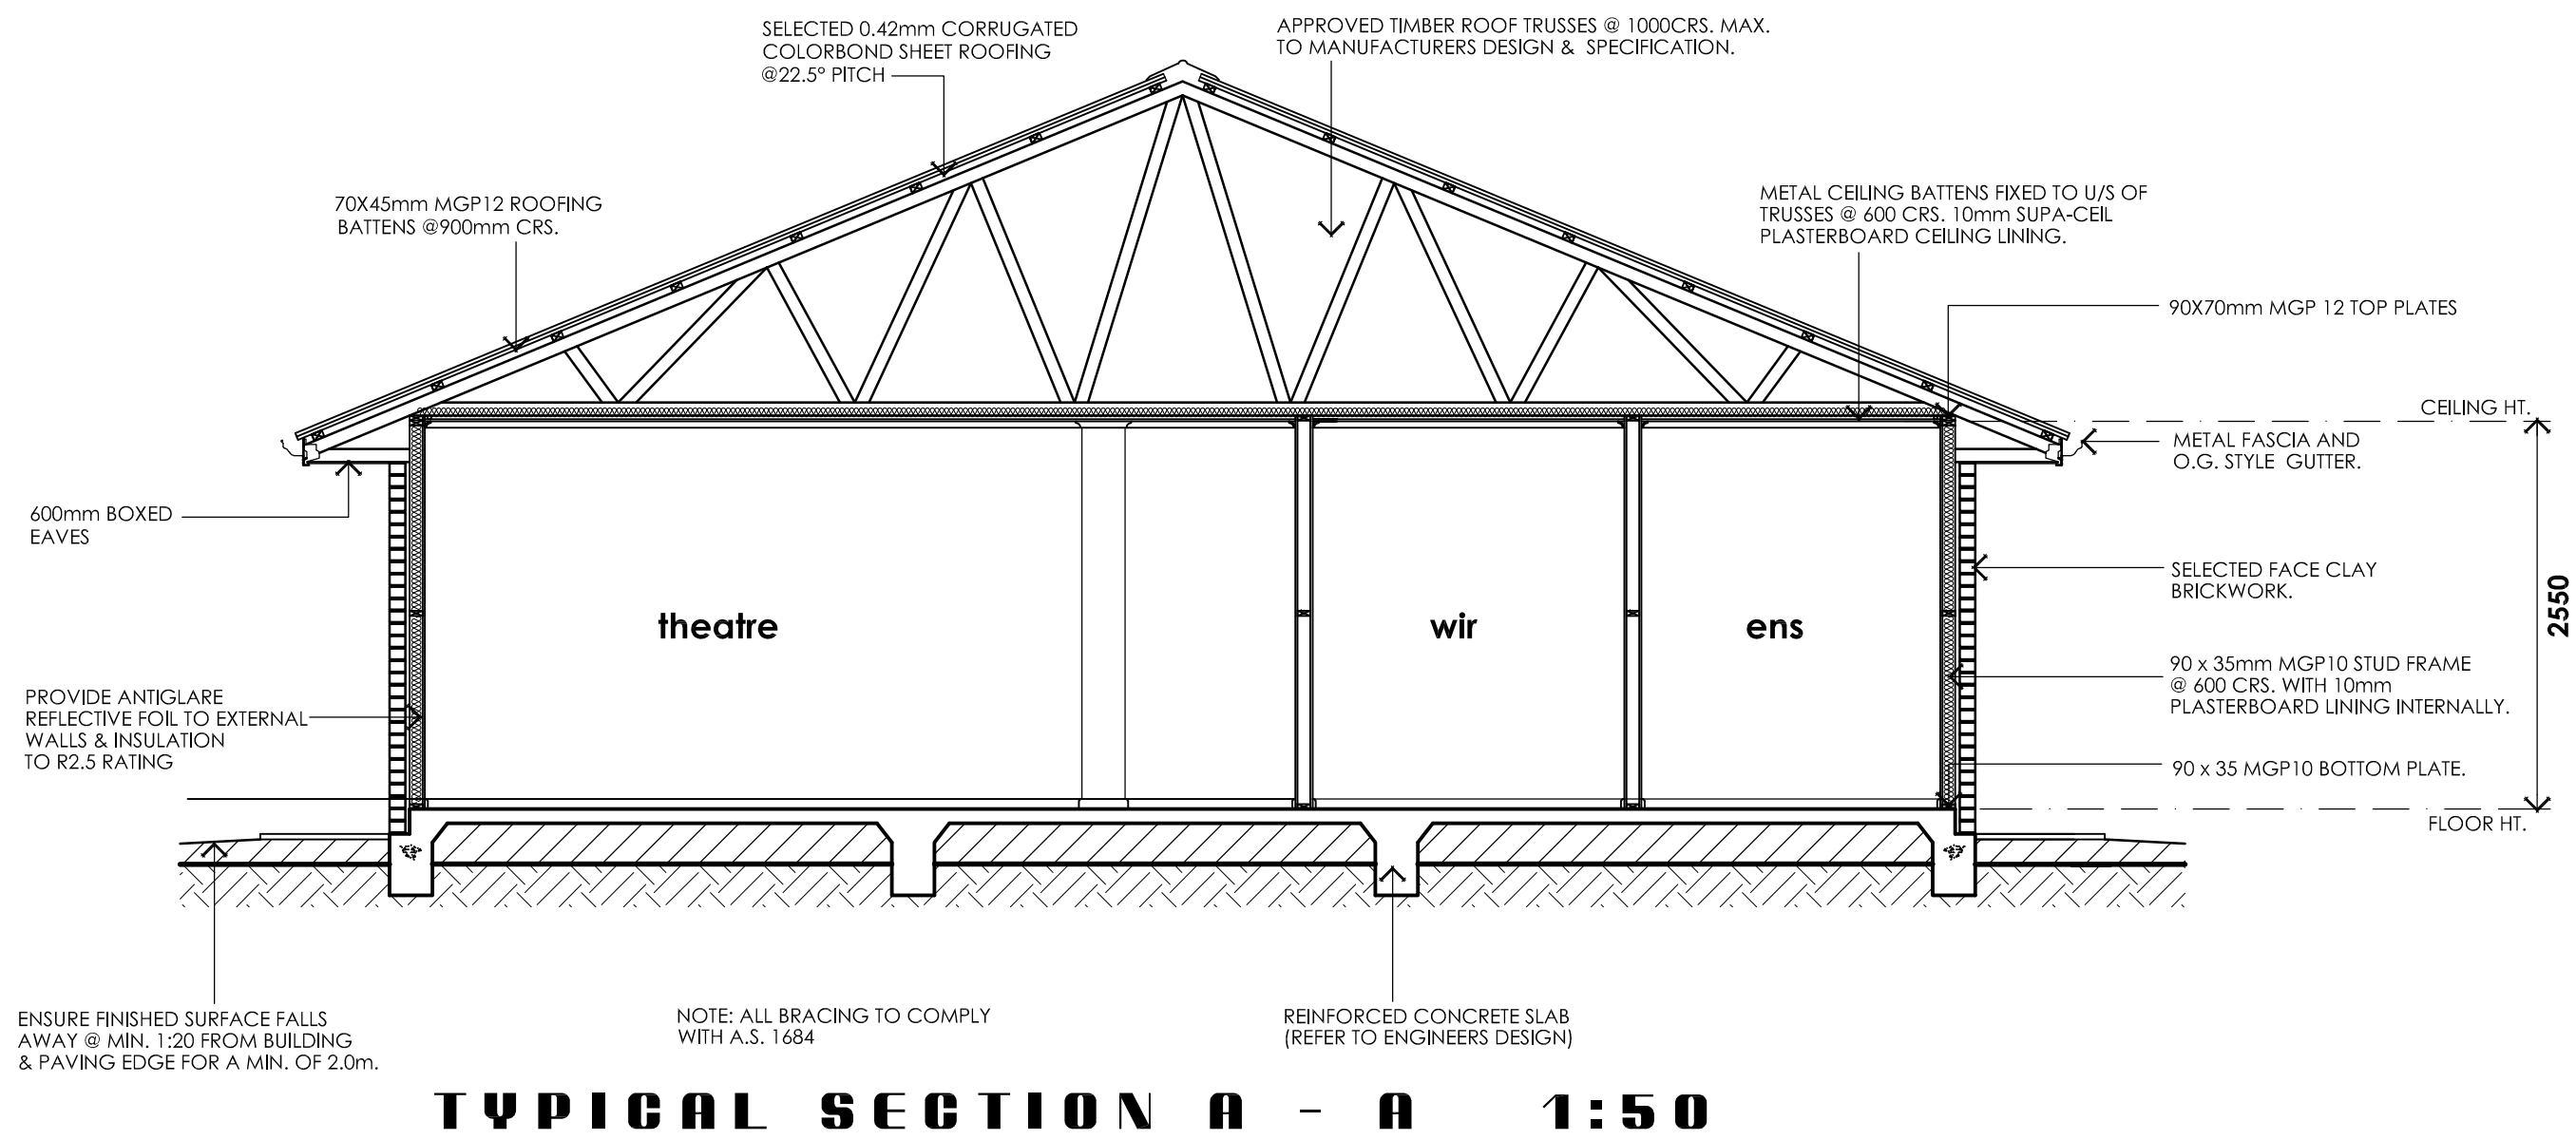 SELECTED 0.42mm CORRUGATED
COLORBOND SHEET ROOFING
@22.5° PITCH
APPROVED TIMBER ROOF TRUSSES @ 1000CRS. MAX.
TO MANUFACTURERS DESIGN & SPECIFICATION.
70X45mm MGP12 ROOFING
BATTENS @900mm CRS.
METAL CEILING BATTENS FIXED TO U/S OF
TRUSSES @ 600 CRS. 10mm SUPA-CEIL
PLASTERBOARD CEILING LINING.
90X70mm MGP 12 TOP PLATES
CEILING HT.
METAL FASCIA AND
O.G. STYLE GUTTER.
600mm BOXED
EAVES
SELECTED FACE CLAY
BRICKWORK.
2550
theatre
wir
ens
90 x 35mm MGP10 STUD FRAME
@ 600 CRS. WITH 10mm
PLASTERBOARD LINING INTERNALLY.
PROVIDE ANTIGLARE
REFLECTIVE FOIL TO EXTERNAL
WALLS & INSULATION
TO R2.5 RATING
90 x 35 MGP10 BOTTOM PLATE.
FLOOR HT.
ENSURE FINISHED SURFACE FALLS
AWAY @ MIN. 1:20 FROM BUILDING
& PAVING EDGE FOR A MIN. OF 2.0m.
NOTE: ALL BRACING TO COMPLY
WITH A.S. 1684
REINFORCED CONCRETE SLAB
(REFER TO ENGINEERS DESIGN)
TYPICAL SECTION A - A 1:50